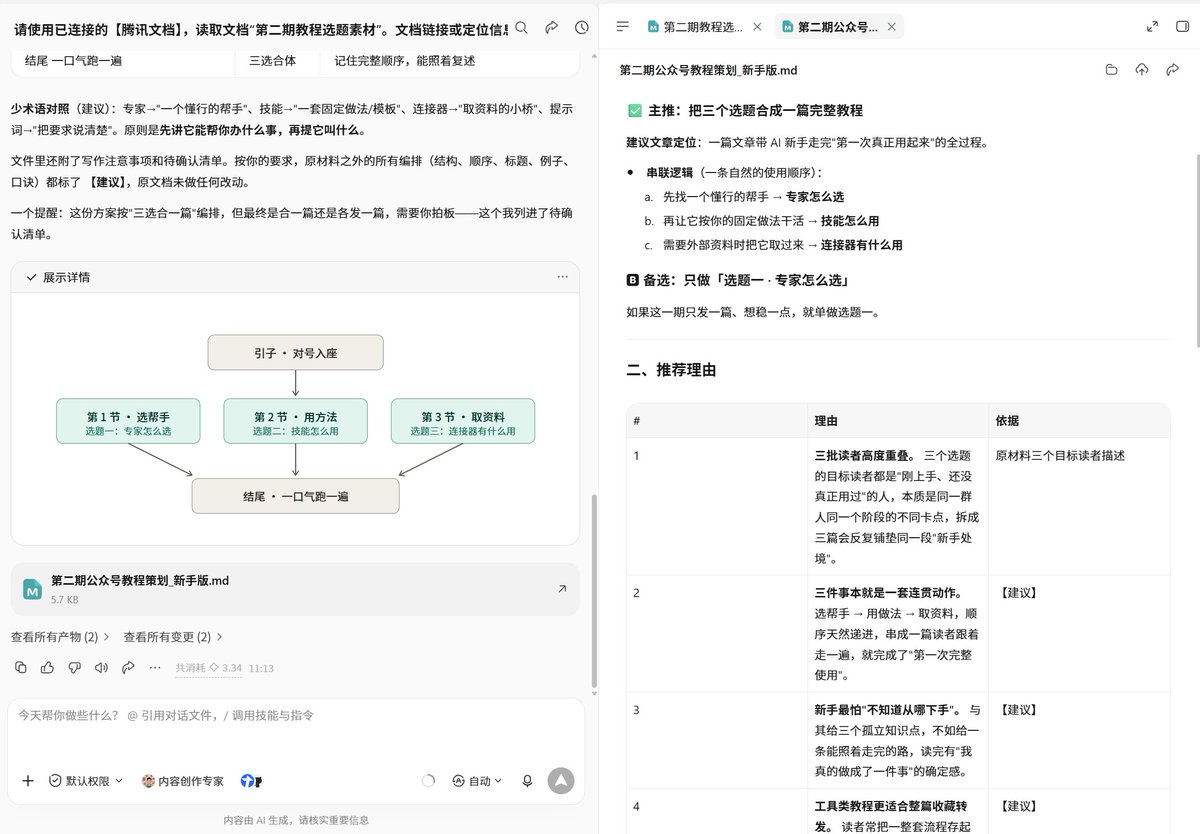 请使用已连接的【腾讯文档】，读取文档“第二期教程选题素材”。文档链接或定位信息
结尾 一口气跑一遍 三选合体 记住完整顺序，能照着复述
少术语对照（建议）：专家→"一个懂行的帮手"、技能→"一套固定做法/模板"、连接器→"取资料的小桥"、提示
词→"把要求说清楚"。原则是先讲它能帮你办什么事，再提它叫什么。
文件里还附了写作注意事项和待确认清单。按你的要求，原材料之外的所有编排（结构、顺序、标题、例子、
口诀）都标了 【建议】，原文档未做任何改动。
一个提醒：这份方案按"三选合一篇"编排，但最终是合一篇还是各发一篇，需要你拍板——这个我列进了待确
认清单。
展示详情
引子 · 对号入座
第 1 节 · 选帮手
选题一：专家怎么选
第 2 节 · 用方法
选题二：技能怎么用
第 3 节 · 取资料
选题三：连接器有什么用
结尾 · 一口气跑一遍
第二期公众号教程策划_新手版.md
5.7 KB
查看所有产物 (2) 查看所有变更 (2)
共消耗 3.34 11:13
今天帮你做些什么？ @ 引用对话文件，/ 调用技能与指令
默认权限 内容创作专家 自动
内容由 AI 生成，请核实重要信息
第二期教程选题... 第二期公众号...
第二期公众号教程策划_新手版.md
✅ 主推：把三个选题合成一篇完整教程
建议文章定位：一篇文章带 AI 新手走完"第一次真正用起来"的全过程。
• 串联逻辑（一条自然的使用顺序）：
a. 先找一个懂行的帮手 → 专家怎么选
b. 再让它按你的固定做法干活 → 技能怎么用
c. 需要外部资料时把它取过来 → 连接器有什么用
B 备选：只做「选题一 · 专家怎么选」
如果这一期只发一篇、想稳一点，就单做选题一。
二、推荐理由
# 理由 依据
1 三批读者高度重叠。 三个选题 原材料三个目标读者描述
的目标读者都是"刚上手、还没
真正用过"的人，本质是同一群
人同一个阶段的不同卡点，拆成
三篇会反复铺垫同一段"新手处
境"。
2 三件事本就是一套连贯动作。 【建议】
选帮手 → 用做法 → 取资料，顺
序天然递进，串成一篇读者跟着
走一遍，就完成了"第一次完整
使用"。
3 新手最怕"不知道从哪下手"。 与 【建议】
其给三个孤立知识点，不如给一
条能照着走完的路，读完有"我
真的做成了一件事"的确定感。
4 工具类教程更适合整篇收藏转 【建议】
发。 读者常把一整套流程存起